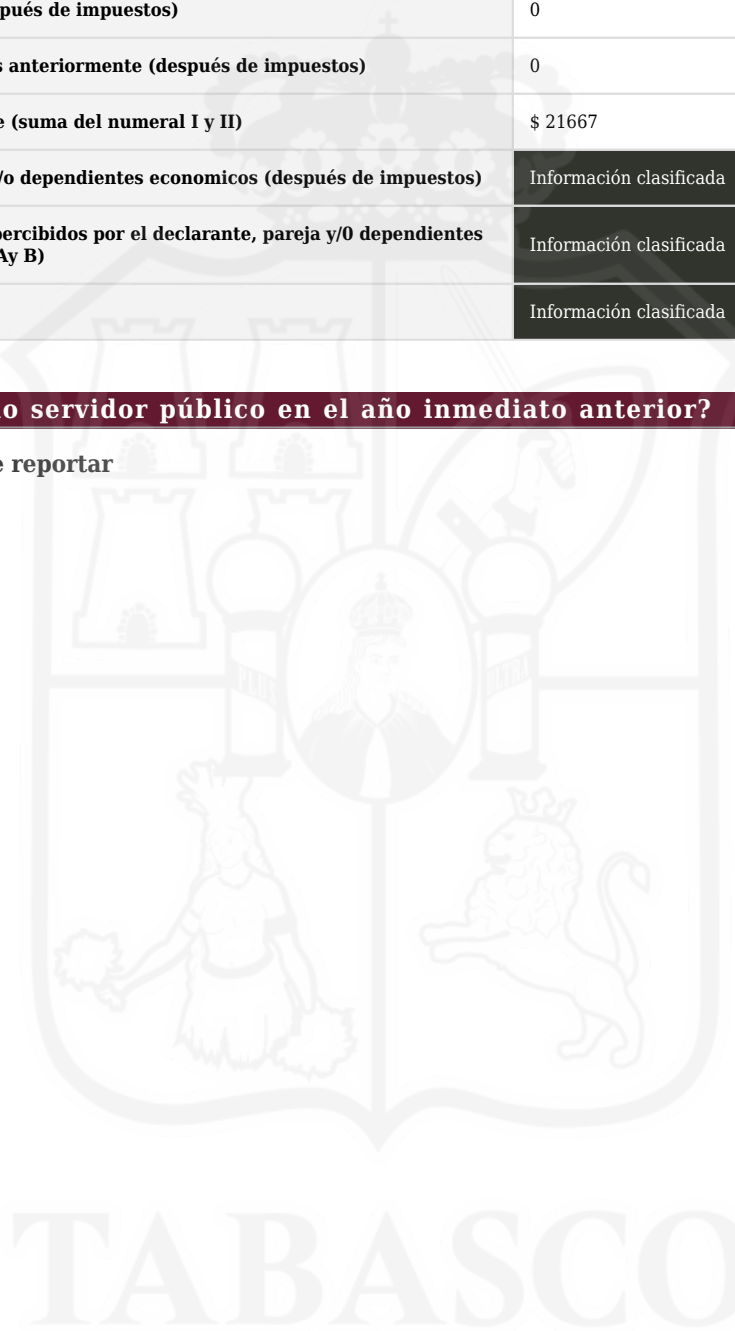 pués de impuestos)
0
s anteriormente (después de impuestos)
0
e (suma del numeral I y II)
$ 21667
/o dependientes economicos (después de impuestos)
Información clasificada
percibidos por el declarante, pareja y/0 dependientes
Ay B)
Información clasificada
Información clasificada
o servidor público en el año inmediato anterior?
e reportar
PLUS
ULTRA
TABASCO